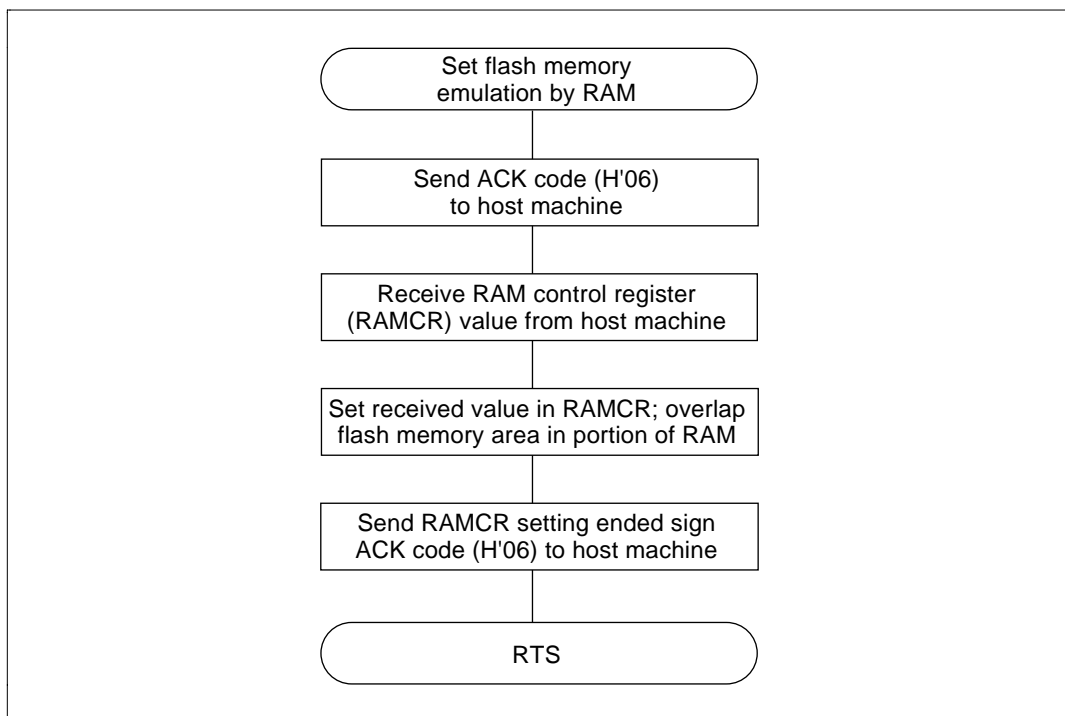 Set flash memory
emulation by RAM
Send ACK code (H'06)
to host machine
Receive RAM control register
(RAMCR) value from host machine
Set received value in RAMCR; overlap
flash memory area in portion of RAM
Send RAMCR setting ended sign
ACK code (H'06) to host machine
RTS